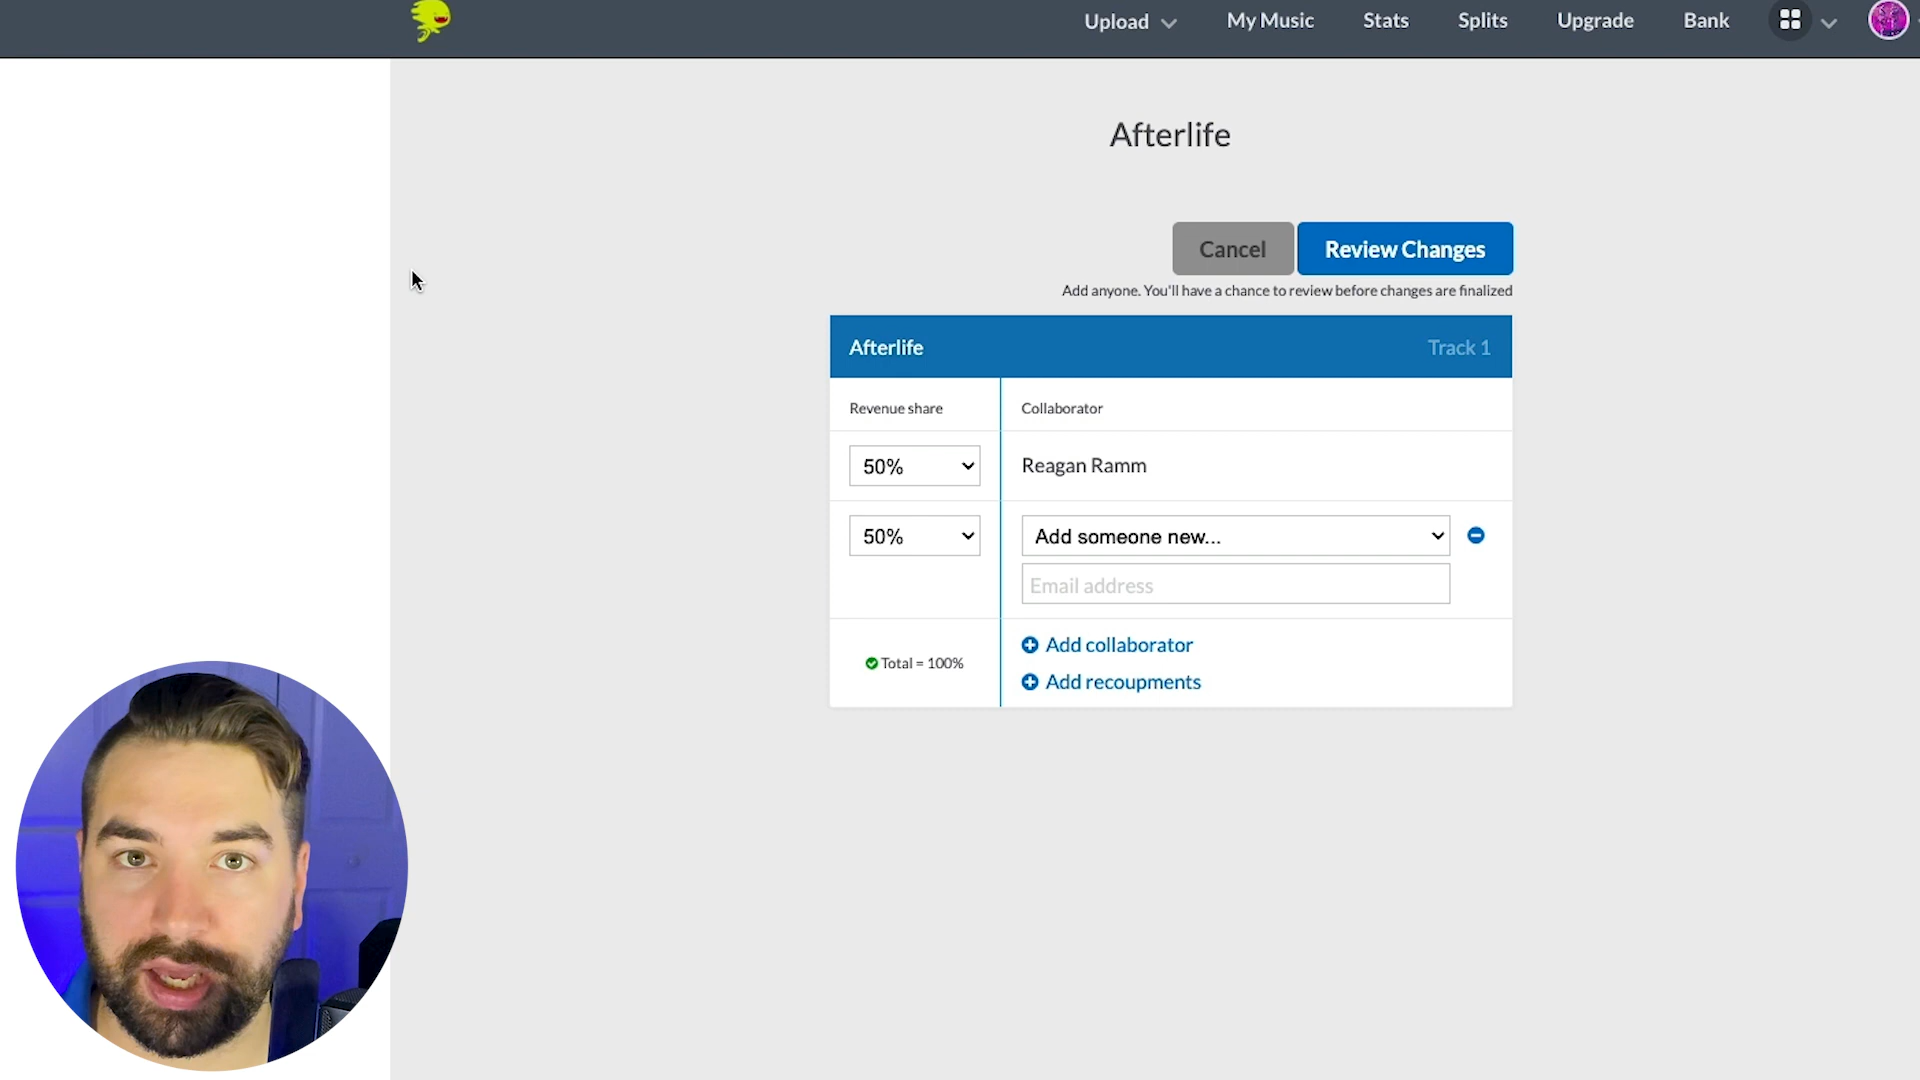 Upload My Music Stats Splits Upgrade Bank
Afterlife
Cancel Review Changes
Add anyone. You'll have a chance to review before changes are finalized
Afterlife Track 1
Revenue share Collaborator
50% Reagan Ramm
50% Add someone new...
Email address
Add collaborator
Total = 100%
Add recoupments